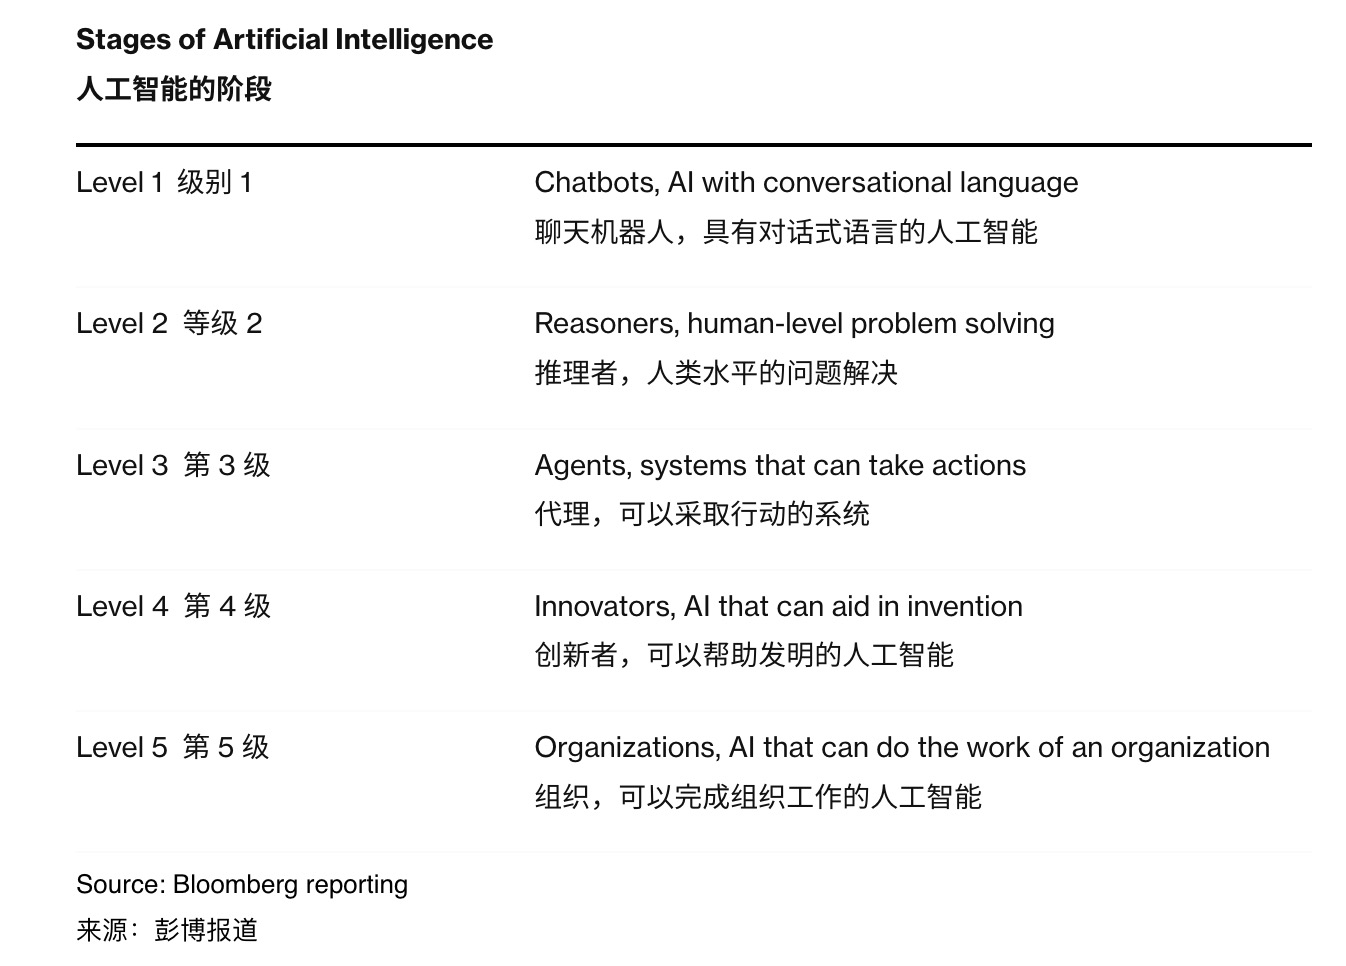 Stages of Artificial Intelligence
人工智能的阶段
Level 1 级别 1
Chatbots, AI with conversational language
聊天机器人，具有对话式语言的人工智能
Level 2 等级 2
Reasoners, human-level problem solving
推理者，人类水平的问题解决
Level 3 第 3 级
Agents, systems that can take actions
代理，可以采取行动的系统
Level 4 第 4 级
Innovators, AI that can aid in invention
创新者，可以帮助发明的人工智能
Level 5 第 5 级
Organizations, AI that can do the work of an organization
组织，可以完成组织工作的人工智能
Source: Bloomberg reporting
来源：彭博报道